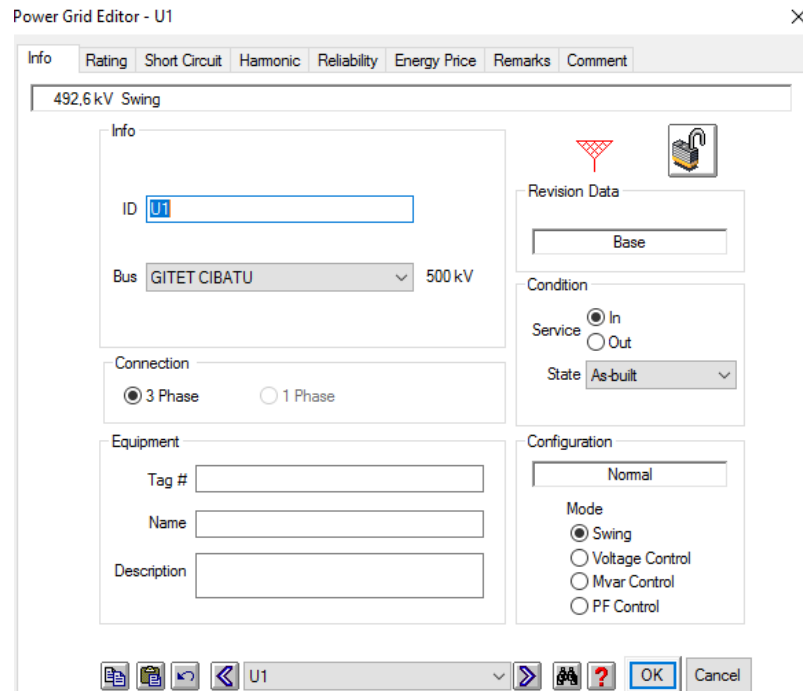 Power Grid Editor - U1
Info Rating Short Circuit Harmonic Reliability Energy Price Remarks Comment
492,6 kV Swing
Info
ID U1
Bus GITET CIBATU 500 kV
Revision Data
Base
Condition
Service In
Out
State As-built
Connection
3 Phase 1 Phase
Equipment
Tag #
Name
Description
Configuration
Normal
Mode
Swing
Voltage Control
Mvar Control
PF Control
U1 ? OK Cancel